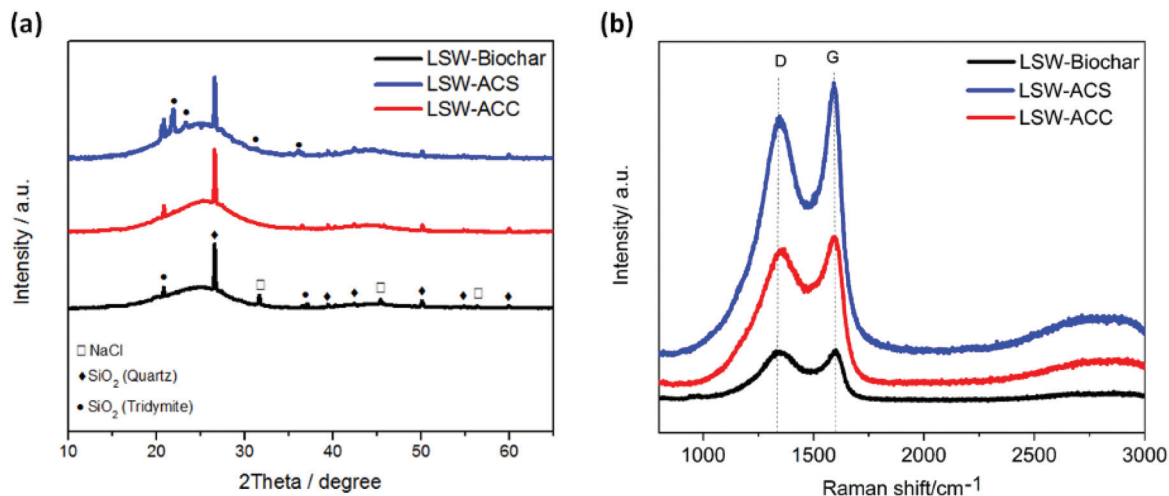 (a)
LSW-Biochar
LSW-ACS
LSW-ACC
Intensity/ a.u.
□ NaCl
♦ SiO₂ (Quartz)
• SiO₂ (Tridymite)
10 20 30 40 50 60
2Theta / degree
(b)
D G
LSW-Biochar
LSW-ACS
LSW-ACC
Intensity/ a.u.
1000 1500 2000 2500 3000
Raman shift/cm⁻¹